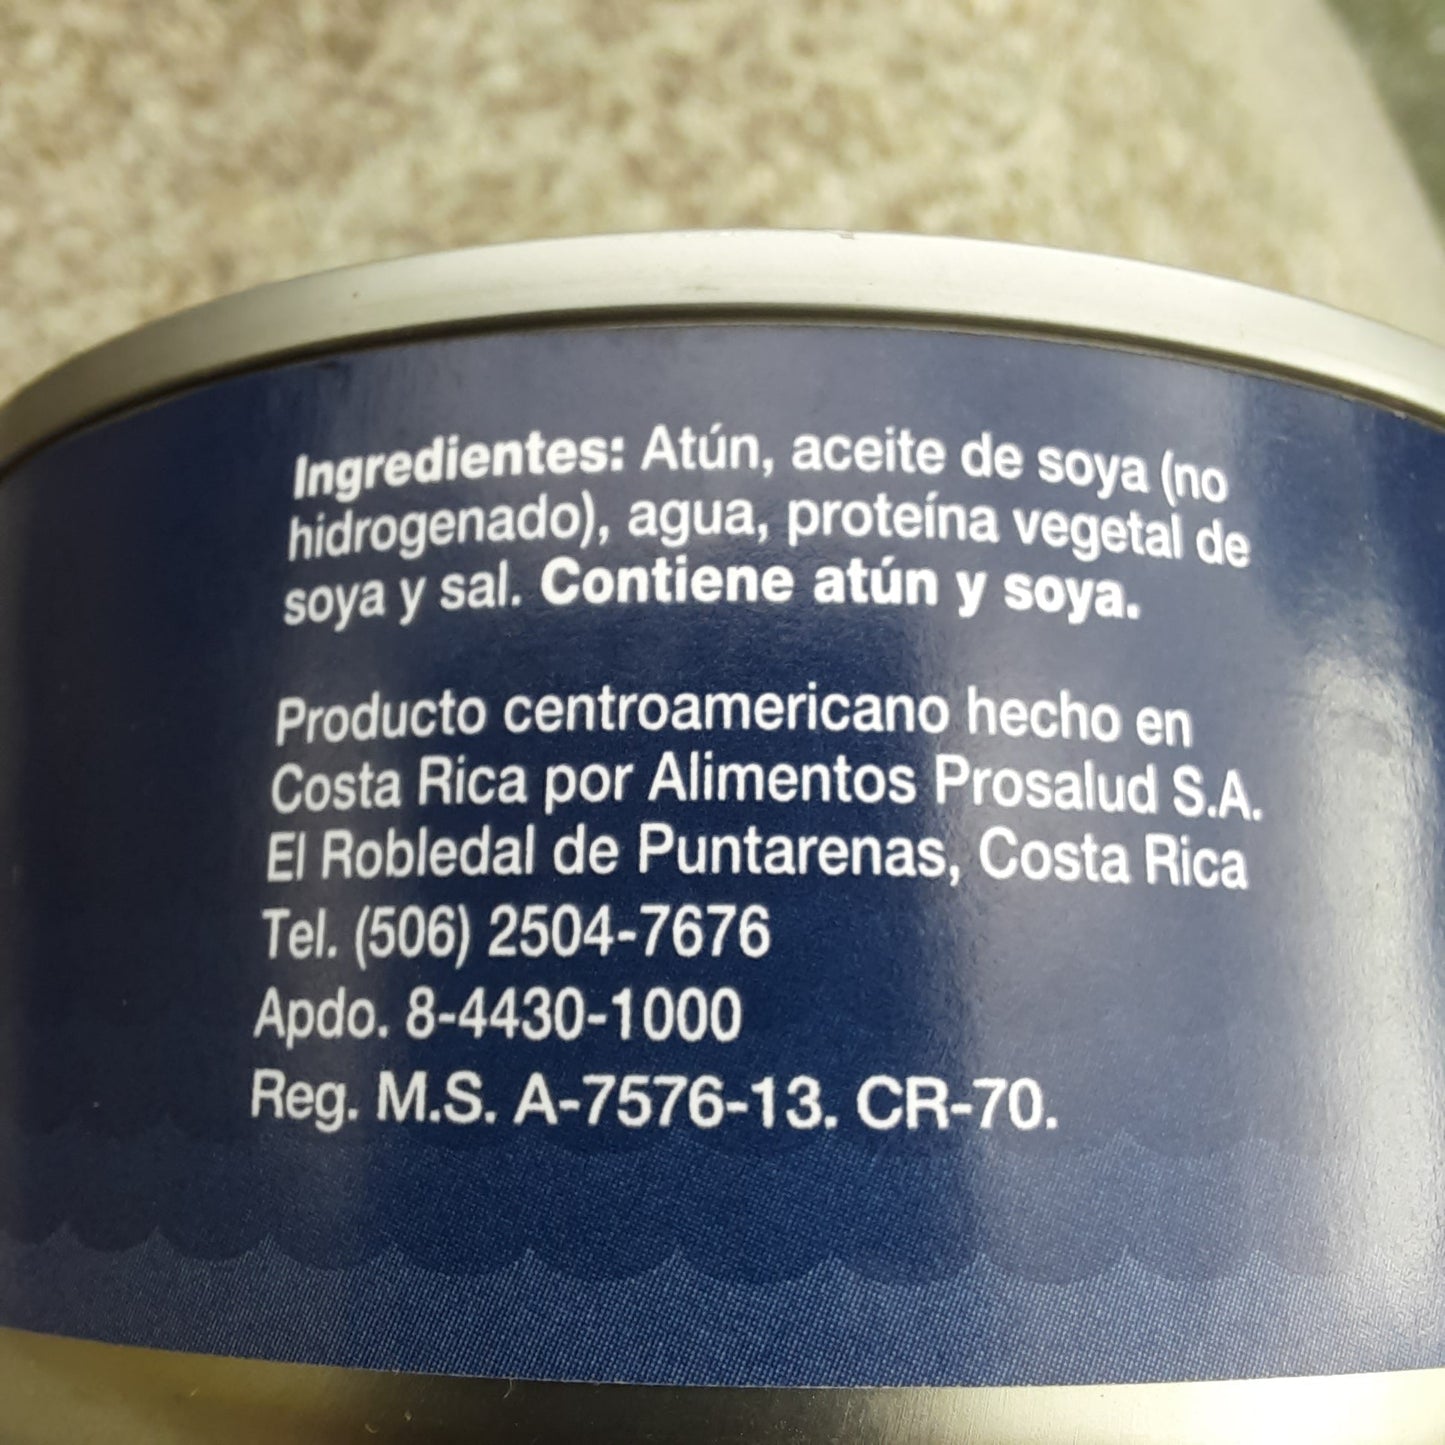 Ingredientes: Atún, aceite de soya (no
hidrogenado), agua, proteína vegetal de
soya y sal. Contiene atún y soya.
Producto centroamericano hecho en
Costa Rica por Alimentos Prosalud S.A.
El Robledal de Puntarenas, Costa Rica
Tel. (506) 2504-7676
Apdo. 8-4430-1000
Reg. M.S. A-7576-13. CR-70.